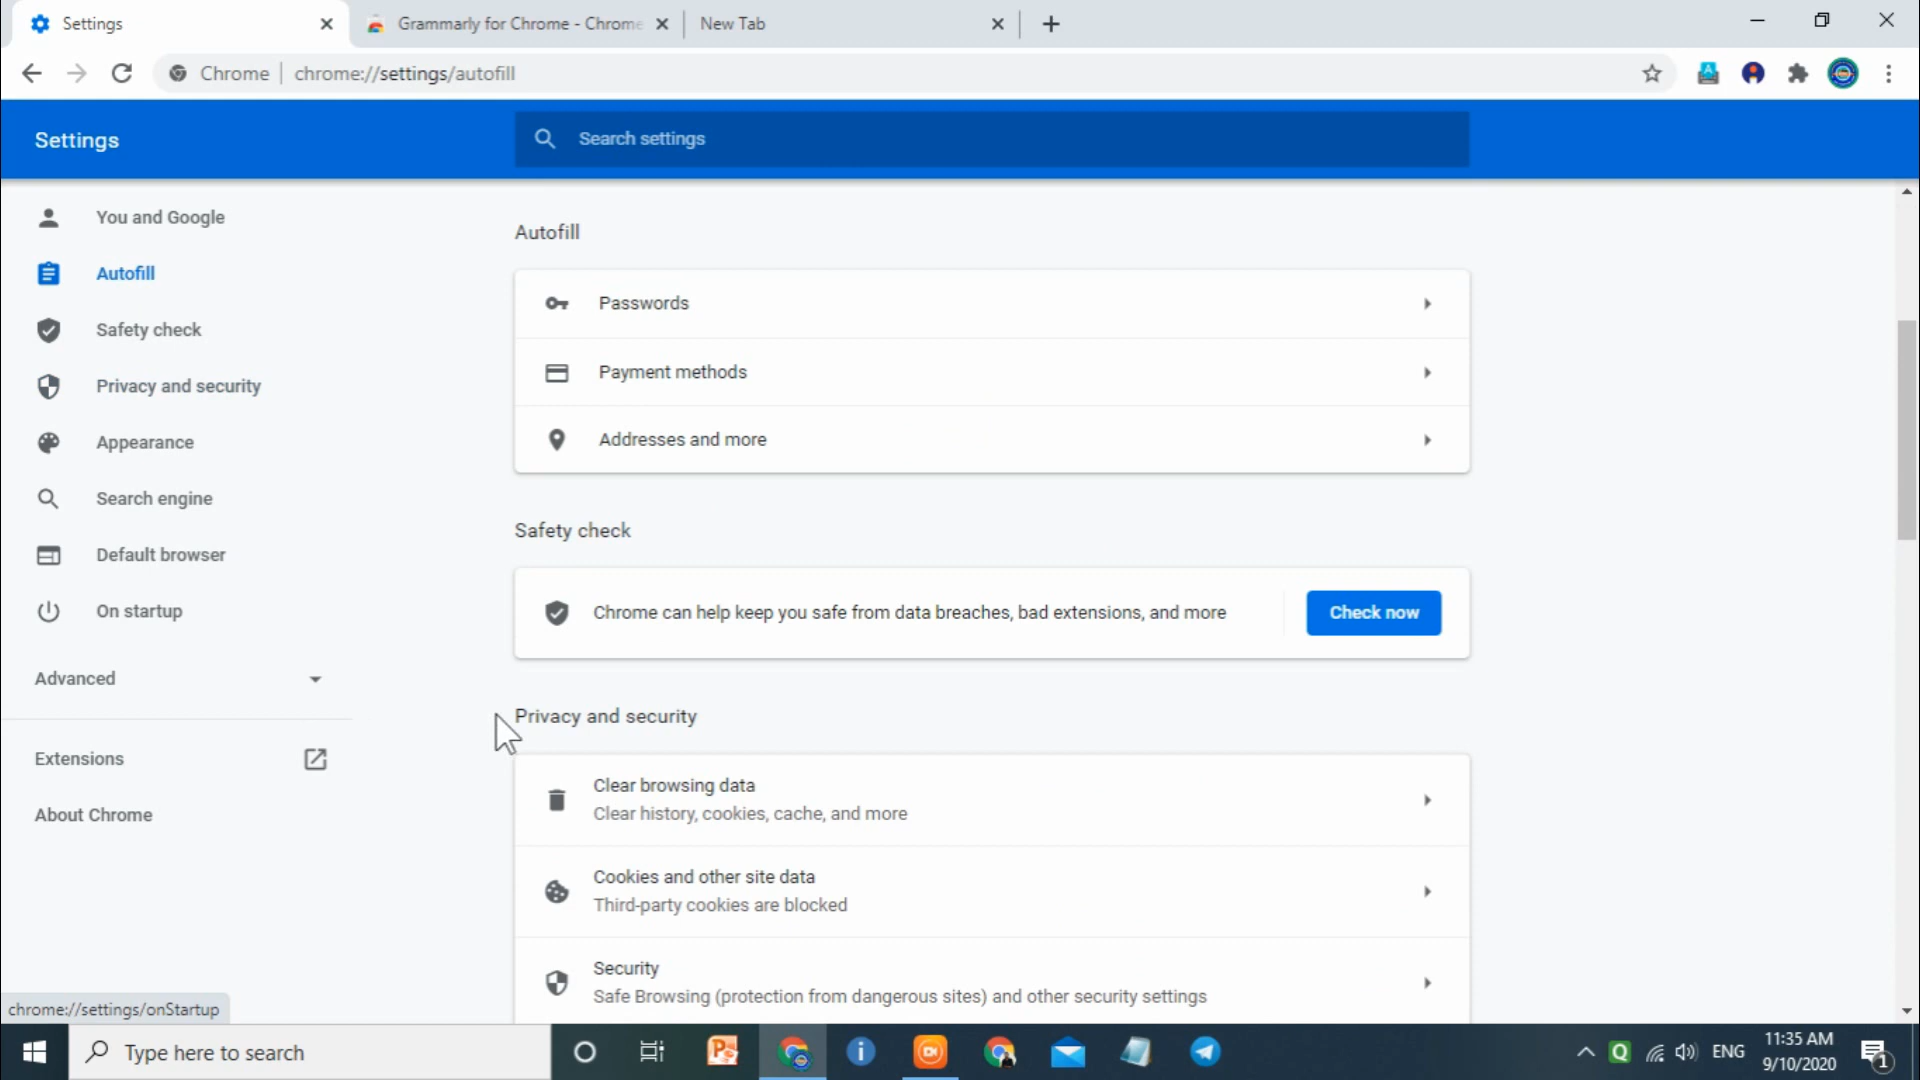 Settings
Grammarly for Chrome - Chrome
New Tab
Chrome | chrome://settings/autofill
Settings
Search settings
You and Google
Autofill
Safety check
Privacy and security
Appearance
Search engine
Default browser
On startup
Advanced
Extensions
About Chrome
Autofill
Passwords
Payment methods
Addresses and more
Safety check
Chrome can help keep you safe from data breaches, bad extensions, and more
Check now
Privacy and security
Clear browsing data
Clear history, cookies, cache, and more
Cookies and other site data
Third-party cookies are blocked
Security
Safe Browsing (protection from dangerous sites) and other security settings
chrome://settings/onStartup
Type here to search
ENG
11:35 AM
9/10/2020
1